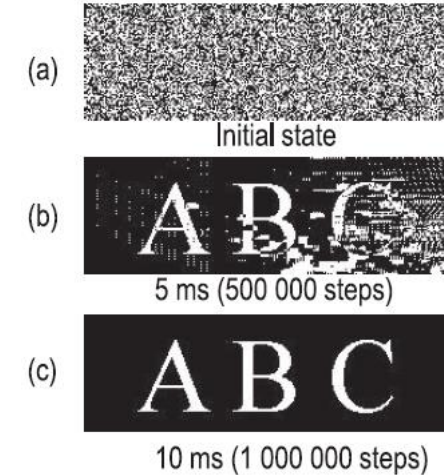 (a)
Initial state
(b)
A B C
5 ms (500 000 steps)
(c)
A B C
10 ms (1 000 000 steps)